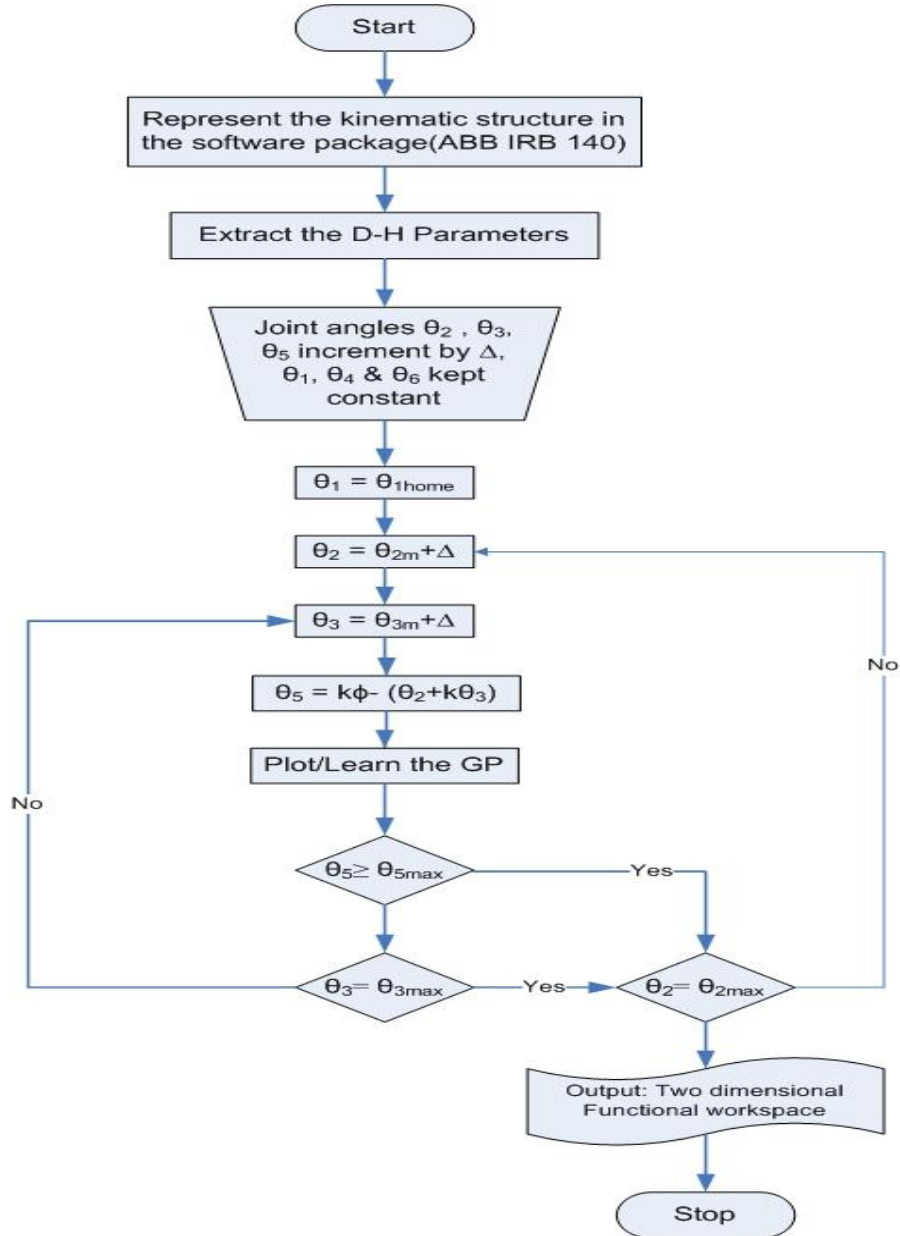 Start
Represent the kinematic structure in
the software package(ABB IRB 140)
Extract the D-H Parameters
Joint angles θ₂ , θ₃,
θ₅ increment by Δ,
θ₁, θ₄ & θ₆ kept
constant
θ₁ = θ₁home
θ₂ = θ₂m+Δ
θ₃ = θ₃m+Δ
No
θ₅ = kϕ- (θ₂+kθ₃)
Plot/Learn the GP
No
θ₅≥ θ₅max
Yes
θ₃= θ₃max
Yes
θ₂= θ₂max
Output: Two dimensional
Functional workspace
Stop